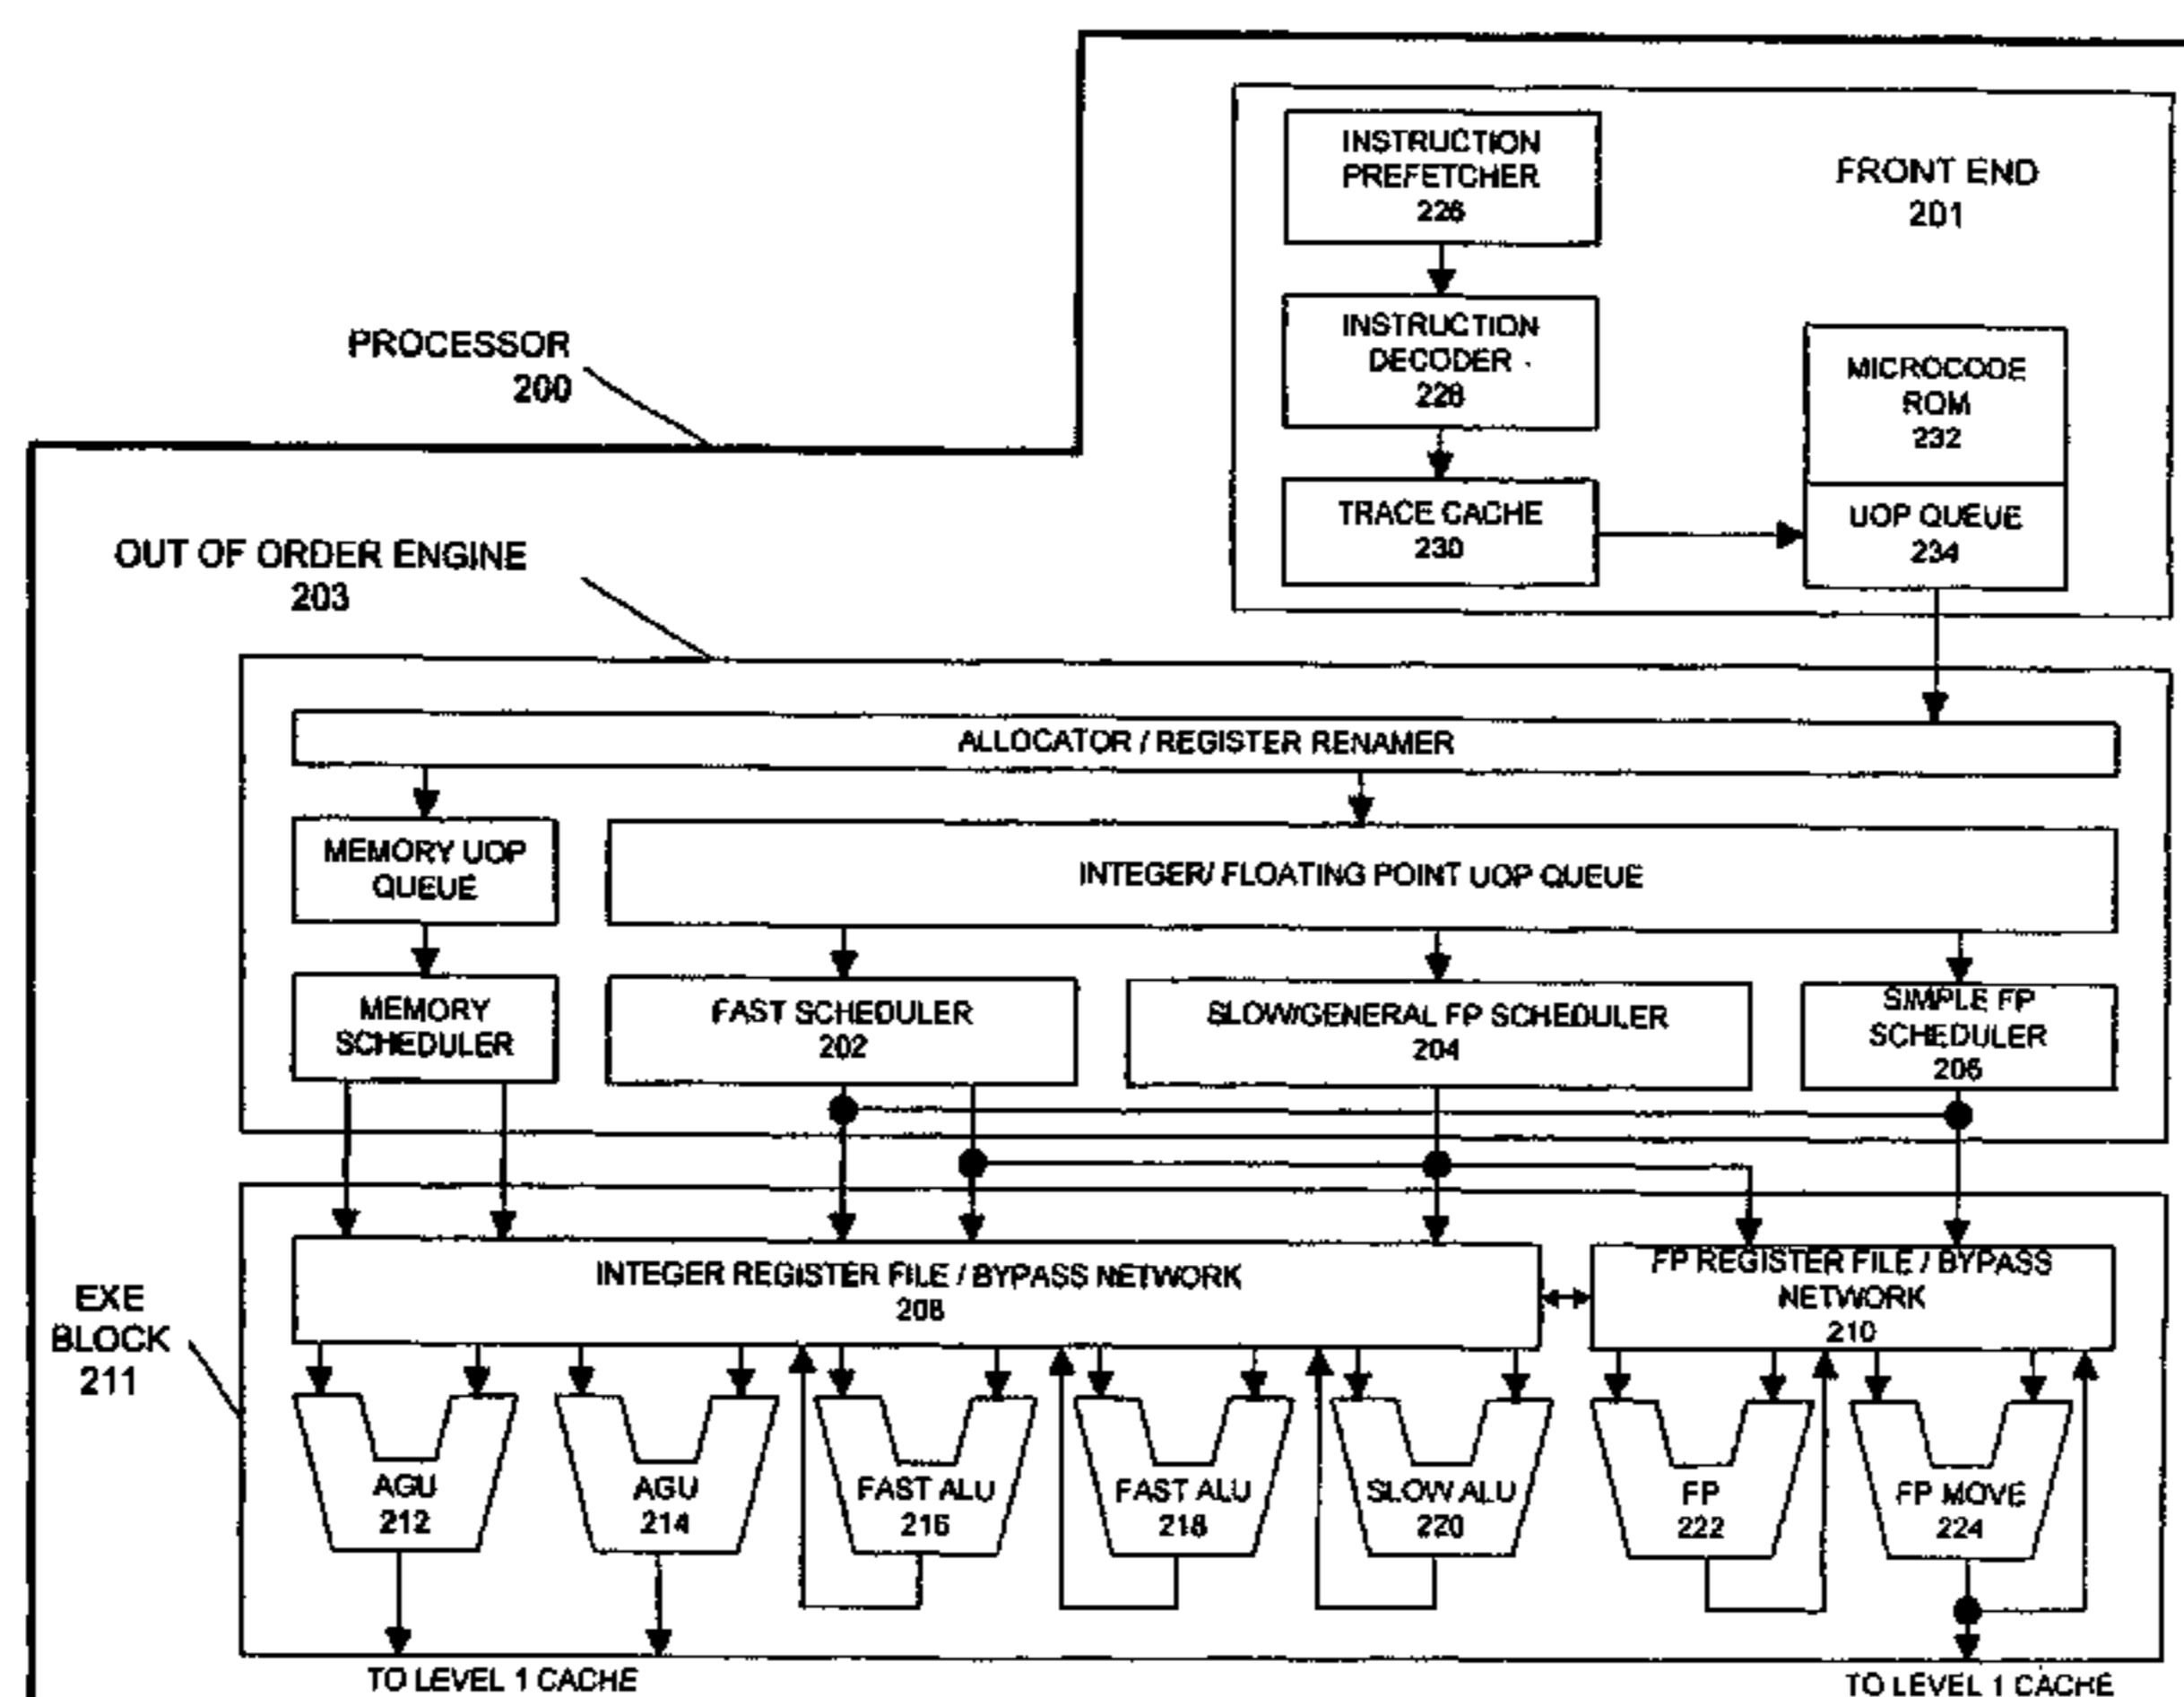 INSTRUCTION
PREFETCHER
226
FRONT END
201
PROCESSOR
200
INSTRUCTION
DECODER
228
MICROCODE
ROM
232
TRACE CACHE
230
UOP QUEUE
234
OUT OF ORDER ENGINE
203
ALLOCATOR / REGISTER RENAMER
MEMORY UOP
QUEUE
INTEGER/ FLOATING POINT UOP QUEUE
MEMORY
SCHEDULER
FAST SCHEDULER
202
SLOW/GENERAL FP SCHEDULER
204
SIMPLE FP
SCHEDULER
206
EXE
BLOCK
211
INTEGER REGISTER FILE / BYPASS NETWORK
208
FP REGISTER FILE / BYPASS
NETWORK
210
AGU
212
AGU
214
FAST ALU
216
FAST ALU
218
SLOW ALU
220
FP
222
FP MOVE
224
TO LEVEL 1 CACHE
TO LEVEL 1 CACHE